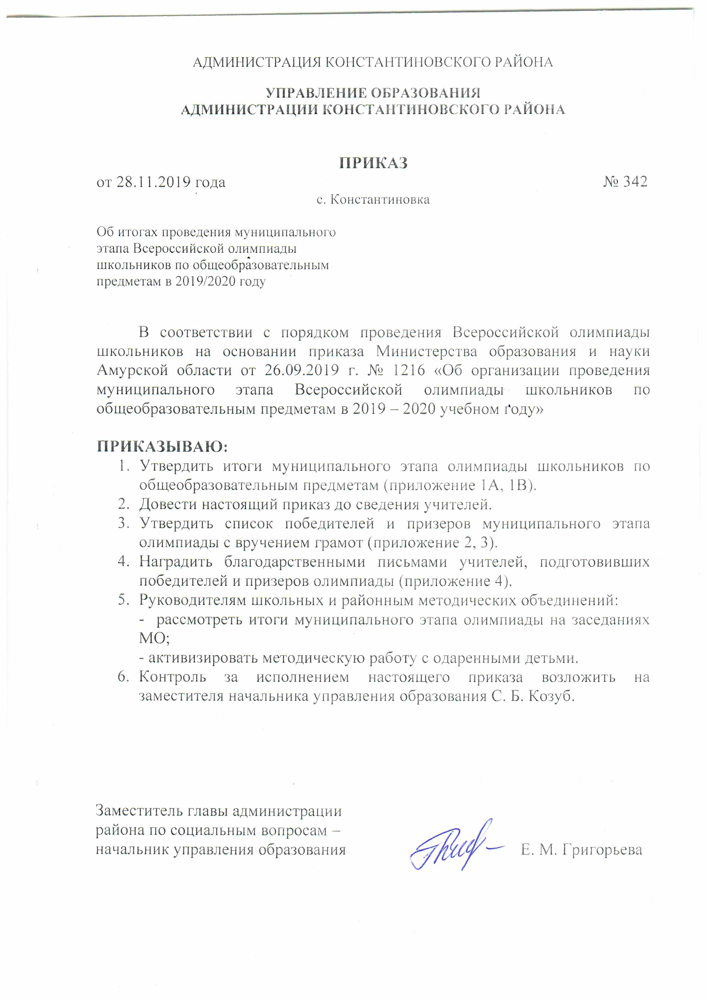 АДМИНИСТРАЦИЯ КОНСТАНТИНОВСКОГО РАЙОНА
УПРАВЛЕНИЕ ОБРАЗОВАНИЯ
АДМИНИСТРАЦИИ КОНСТАНТИНОВСКОГО РАЙОНА
ПРИКАЗ
от 28.11.2019 года № 342
с. Константиновка
Об итогах проведения муниципального
этапа Всероссийской олимпиады
школьников по общеобразовательным
предметам в 2019/2020 году
В соответствии с порядком проведения Всероссийской олимпиады
школьников на основании приказа Министерства образования и науки
Амурской области от 26.09.2019 г. № 1216 «Об организации проведения
муниципального этапа Всероссийской олимпиады школьников по
общеобразовательным предметам в 2019 – 2020 учебном году»
ПРИКАЗЫВАЮ:
1. Утвердить итоги муниципального этапа олимпиады школьников по
общеобразовательным предметам (приложение 1А, 1В).
2. Довести настоящий приказ до сведения учителей.
3. Утвердить список победителей и призеров муниципального этапа
олимпиады с вручением грамот (приложение 2, 3).
4. Наградить благодарственными письмами учителей, подготовивших
победителей и призеров олимпиады (приложение 4).
5. Руководителям школьных и районным методических объединений:
- рассмотреть итоги муниципального этапа олимпиады на заседаниях
МО;
- активизировать методическую работу с одаренными детьми.
6. Контроль за исполнением настоящего приказа возложить на
заместителя начальника управления образования С. Б. Козуб.
Заместитель главы администрации
района по социальным вопросам –
начальник управления образования Е. М. Григорьева